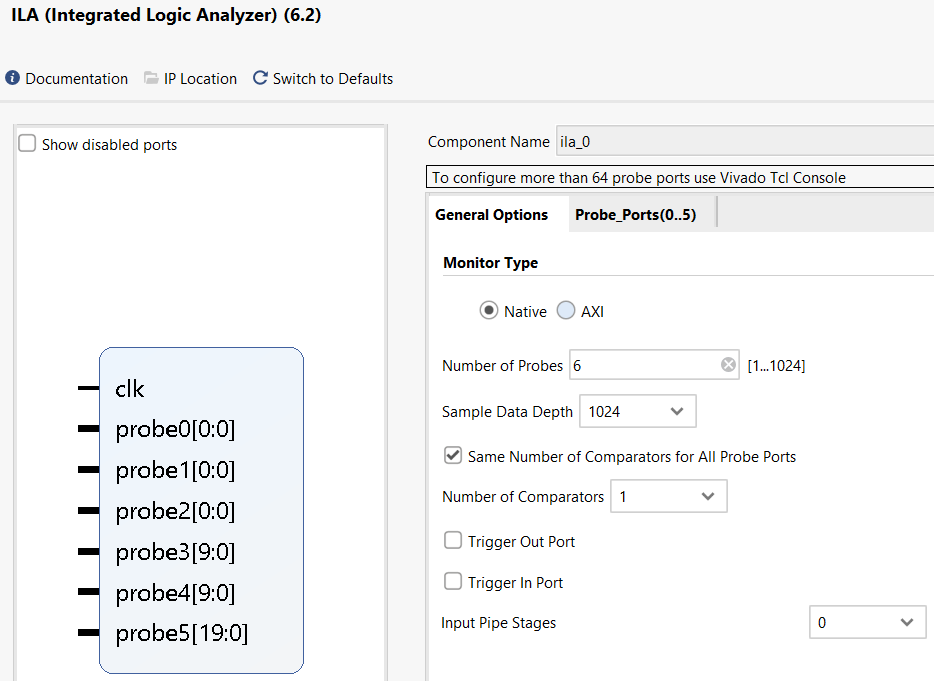 ILA (Integrated Logic Analyzer) (6.2)
Documentation IP Location Switch to Defaults
Show disabled ports
clk
probe0[0:0]
probe1[0:0]
probe2[0:0]
probe3[9:0]
probe4[9:0]
probe5[19:0]
Component Name ila_0
To configure more than 64 probe ports use Vivado Tcl Console
General Options Probe_Ports(0..5)
Monitor Type
Native AXI
Number of Probes 6 [1...1024]
Sample Data Depth 1024
Same Number of Comparators for All Probe Ports
Number of Comparators 1
Trigger Out Port
Trigger In Port
Input Pipe Stages 0